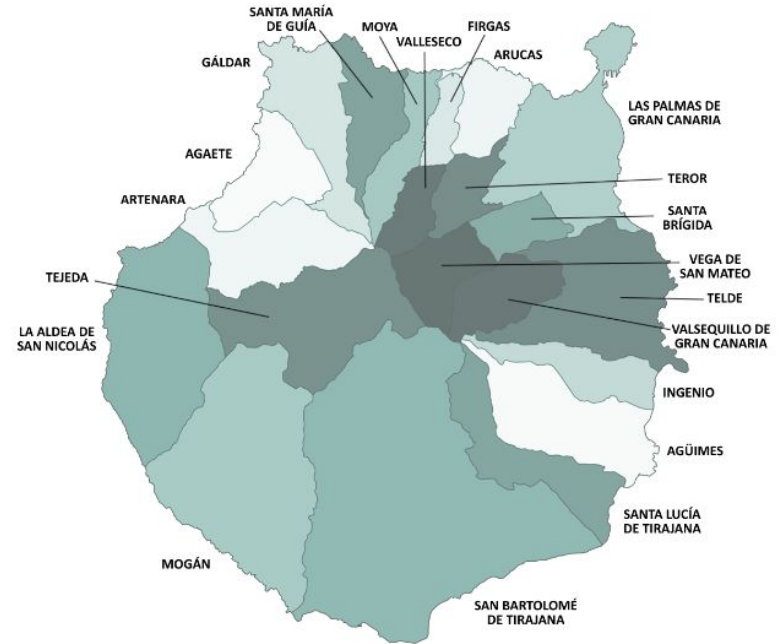 SANTA MARÍA
DE GUÍA
MOYA
FIRGAS
VALLESECO
ARUCAS
GÁLDAR
LAS PALMAS DE
GRAN CANARIA
AGAETE
TEROR
ARTENARA
SANTA
BRÍGIDA
VEGA DE
SAN MATEO
TEJEDA
TELDE
LA ALDEA DE
SAN NICOLÁS
VALSEQUILLO DE
GRAN CANARIA
INGENIO
AGÜIMES
SANTA LUCÍA
DE TIRAJANA
MOGÁN
SAN BARTOLOMÉ
DE TIRAJANA